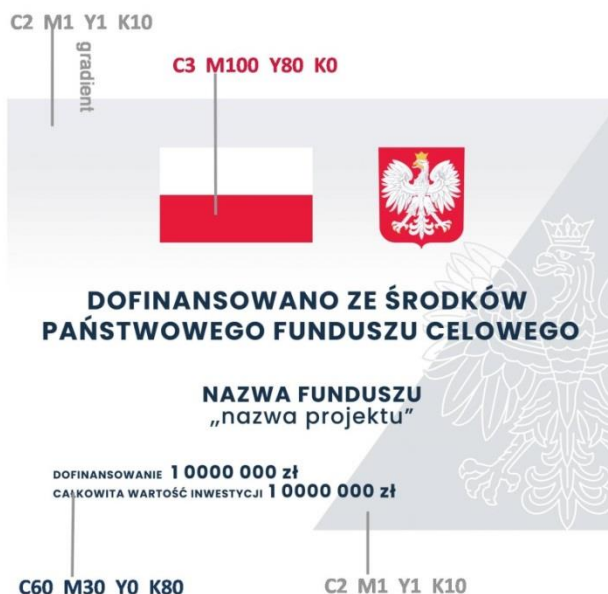 C2 M1 Y1 K10
gradient
C3 M100 Y80 K0
DOFINANSOWANO ZE ŚRODKÓW
PAŃSTWOWEGO FUNDUSZU CELOWEGO
NAZWA FUNDUSZU
„nazwa projektu”
DOFINANSOWANIE 1 0000 000 zł
CAŁKOWITA WARTOŚĆ INWESTYCJI 1 0000 000 zł
C60 M30 Y0 K80
C2 M1 Y1 K10